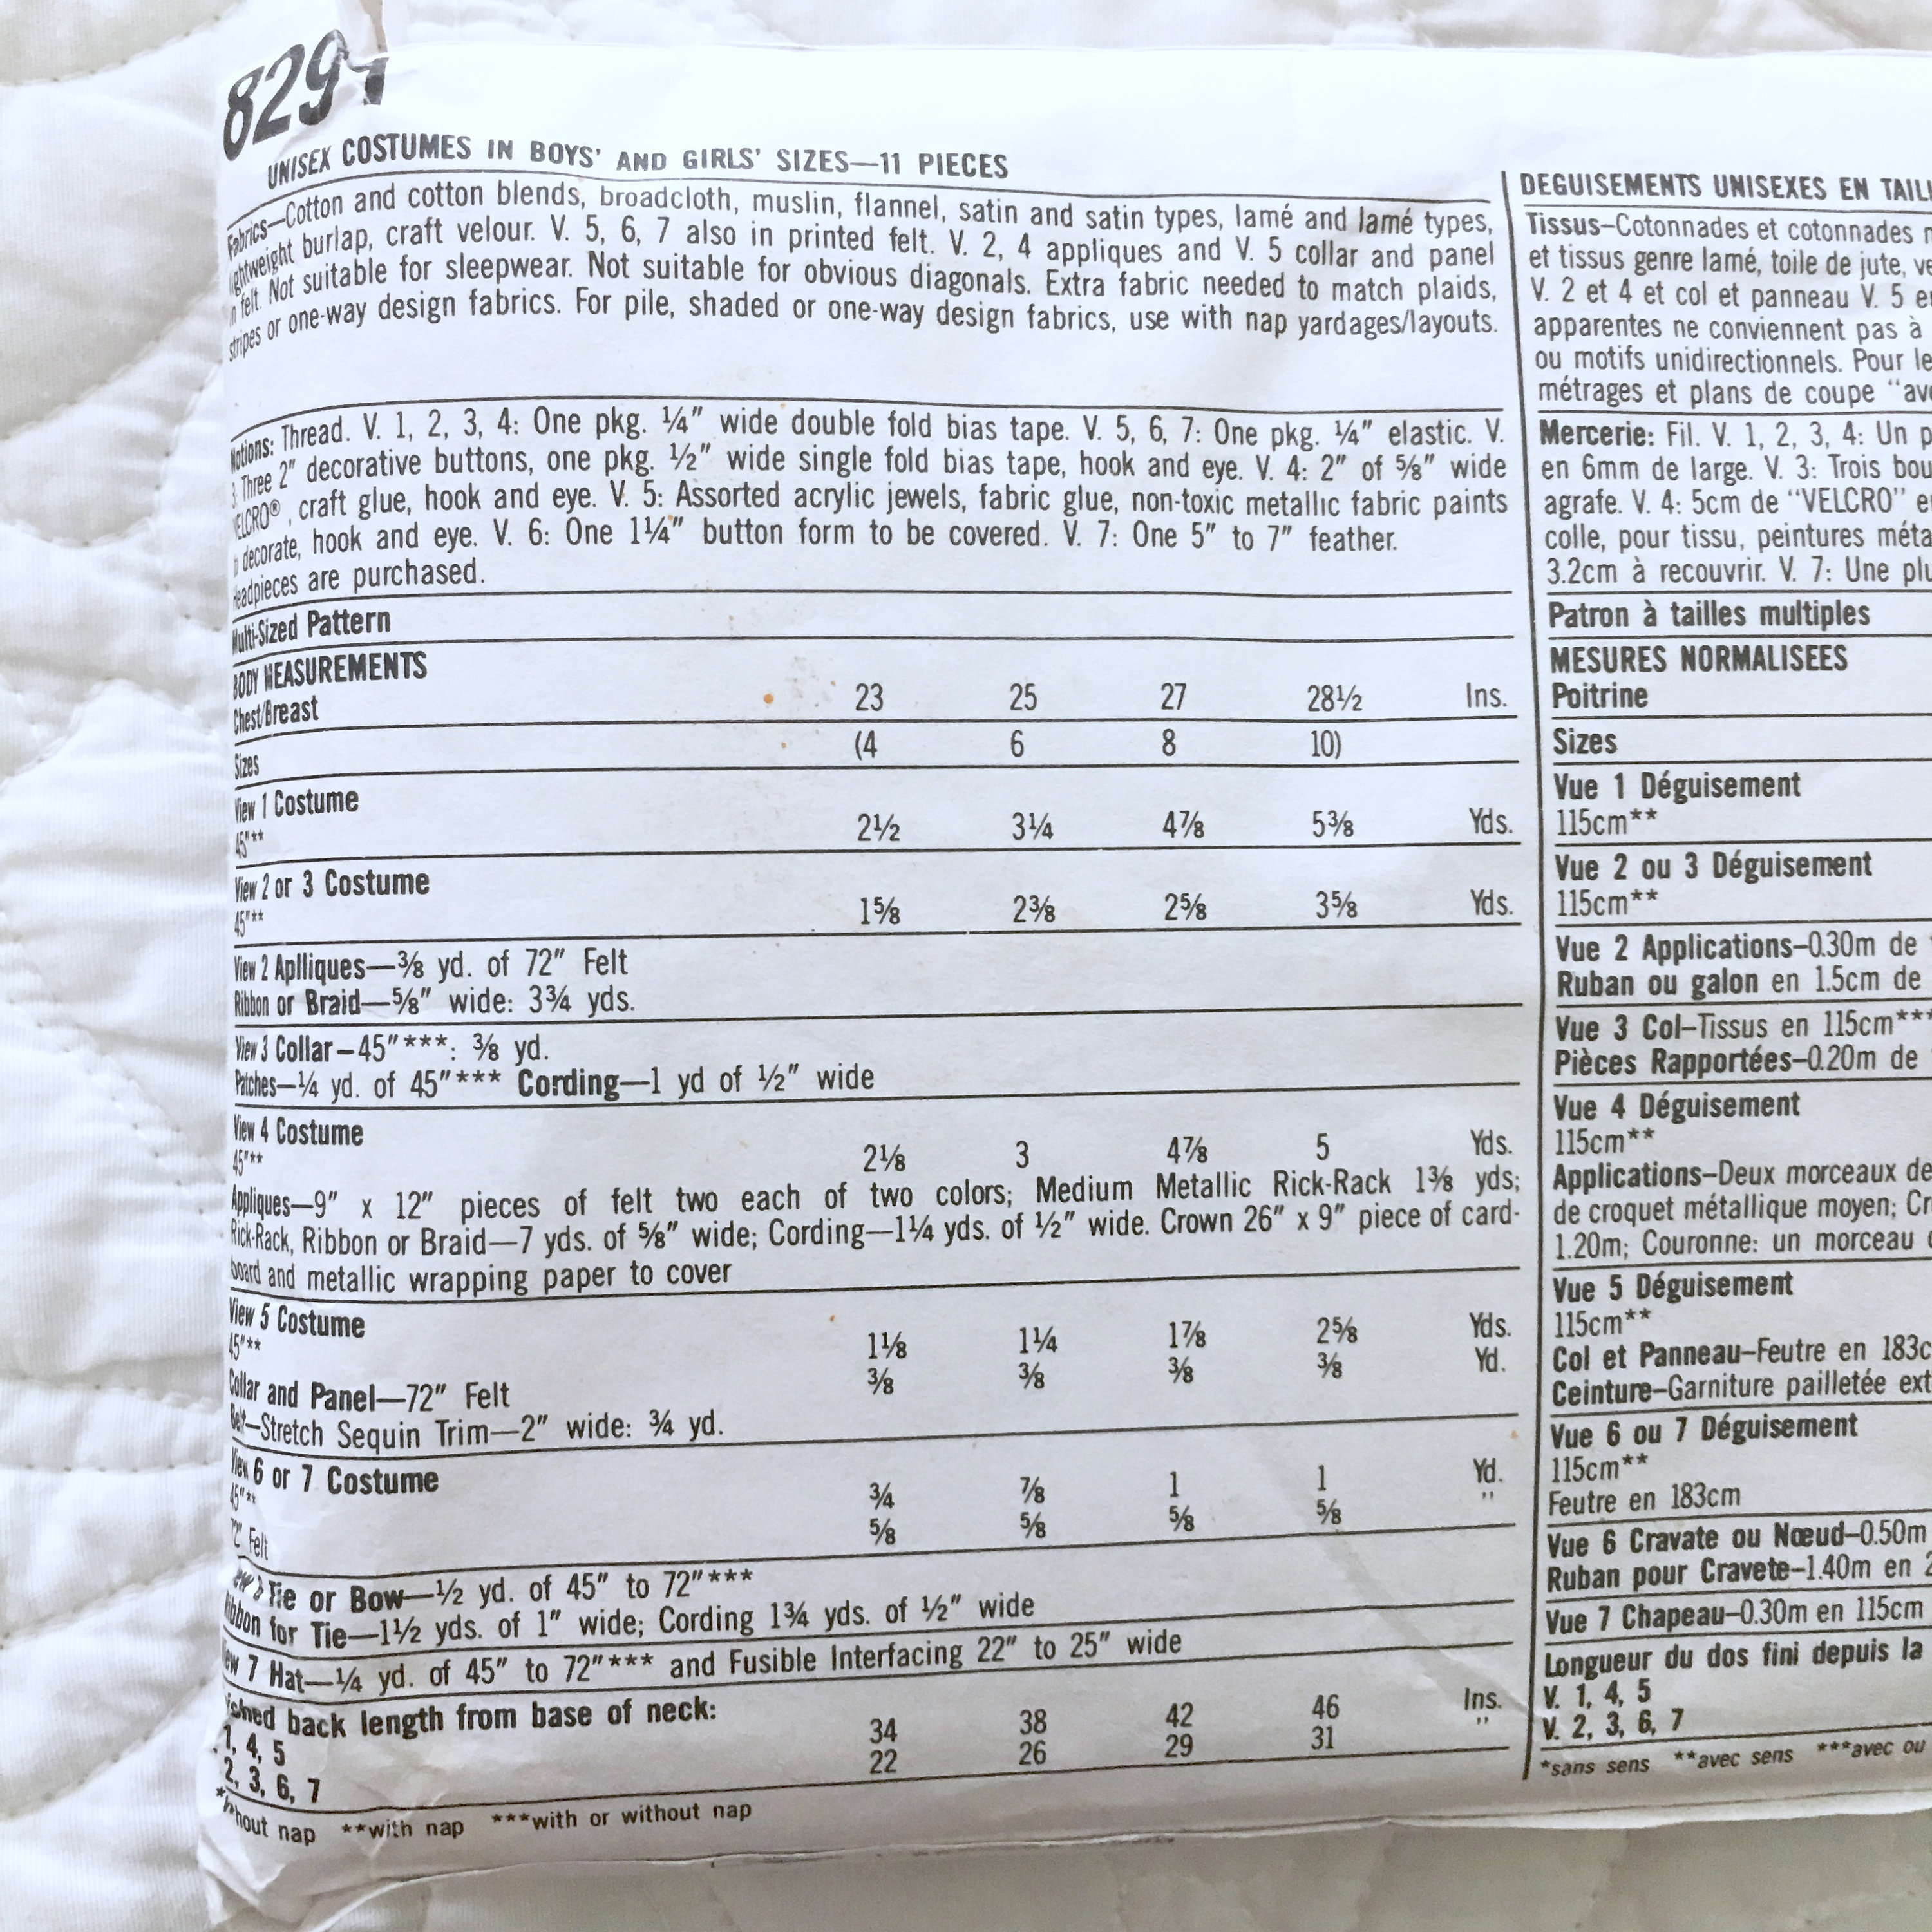 829
UNISEX COSTUMES IN BOYS' AND GIRLS' SIZES—11 PIECES
Fabrics—Cotton and cotton blends, broadcloth, muslin, flannel, satin and satin types, lamé and lamé types,
lightweight burlap, craft velour. V. 5, 6, 7 also in printed felt. V. 2, 4 appliques and V. 5 collar and panel
in felt. Not suitable for sleepwear. Not suitable for obvious diagonals. Extra fabric needed to match plaids,
stripes or one-way design fabrics. For pile, shaded or one-way design fabrics, use with nap yardages/layouts.
Notions: Thread. V. 1, 2, 3, 4: One pkg. ¼" wide double fold bias tape. V. 5, 6, 7: One pkg. ¼" elastic. V.
3: Three 2" decorative buttons, one pkg. ½" wide single fold bias tape, hook and eye. V. 4: 2" of ⅝" wide
VELCRO®, craft glue, hook and eye. V. 5: Assorted acrylic jewels, fabric glue, non-toxic metallic fabric paints
to decorate, hook and eye. V. 6: One 1¼" button form to be covered. V. 7: One 5" to 7" feather.
Headpieces are purchased.
Multi-Sized Pattern
BODY MEASUREMENTS
Chest/Breast 23 25 27 28½ Ins.
Sizes (4 6 8 10)
View 1 Costume
45"** 2½ 3¼ 4⅞ 5⅜ Yds.
View 2 or 3 Costume
45"** 1⅝ 2⅜ 2⅝ 3⅝ Yds.
View 2 Aplliques—⅜ yd. of 72" Felt
Ribbon or Braid—⅝" wide: 3¾ yds.
View 3 Collar—45"***: ⅜ yd.
Patches—¼ yd. of 45"*** Cording—1 yd of ½" wide
View 4 Costume
45"** 2⅛ 3 4⅞ 5 Yds.
Appliques—9" x 12" pieces of felt two each of two colors; Medium Metallic Rick-Rack 1⅜ yds;
Rick-Rack, Ribbon or Braid—7 yds. of ⅝" wide; Cording—1¼ yds. of ½" wide. Crown 26" x 9" piece of card-
board and metallic wrapping paper to cover
View 5 Costume
45"** 1⅛ 1¼ 1⅞ 2⅝ Yds.
Collar and Panel—72" Felt ⅜ ⅜ ⅜ ⅜ Yd.
Belt—Stretch Sequin Trim—2" wide: ¾ yd.
View 6 or 7 Costume
45"** ¾ ⅞ 1 1 Yd.
72" Felt ⅝ ⅝ ⅝ ⅝ "
Tie or Bow—½ yd. of 45" to 72"***
Ribbon for Tie—1½ yds. of 1" wide; Cording 1¾ yds. of ½" wide
View 7 Hat—¼ yd. of 45" to 72"*** and Fusible Interfacing 22" to 25" wide
back length from base of neck:
1, 4, 5 34 38 42 46 Ins.
2, 3, 6, 7 22 26 29 31 "
nap **with nap ***with or without nap
DEGUISEMENTS UNISEXES EN
Tissus—Cotonnades et cotonnades
et tissus genre lamé, toile de jute,
V. 2 et 4 et col et panneau V. 5
apparentes ne conviennent pas à
ou motifs unidirectionnels. Pour
métrages et plans de coupe
Mercerie: Fil. V. 1, 2, 3, 4: Un
en 6mm de large. V. 3: Trois
agrafe. V. 4: 5cm de "VELCRO"
colle, pour tissu, peintures
3.2cm à recouvrir. V. 7: Une
Patron à tailles multiples
MESURES NORMALISEES
Poitrine
Sizes
Vue 1 Déguisement
115cm**
Vue 2 ou 3 Déguisement
115cm**
Vue 2 Applications—0.30m de
Ruban ou galon en 1.5cm de
Vue 3 Col—Tissus en 115cm***
Pièces Rapportées—0.20m de
Vue 4 Déguisement
115cm**
Applications—Deux morceaux de
de croquet métallique moyen;
1.20m; Couronne: un morceau
Vue 5 Déguisement
115cm**
Col et Panneau—Feutre en
Ceinture—Garniture pailletée
Vue 6 ou 7 Déguisement
115cm**
Feutre en 183cm
Vue 6 Cravate ou Nœud—0.50m
Ruban pour Cravete—1.40m en
Vue 7 Chapeau—0.30m en 115cm
Longueur du dos fini depuis la
V. 1, 4, 5
V. 2, 3, 6, 7
*sans sens **avec sens ***avec ou